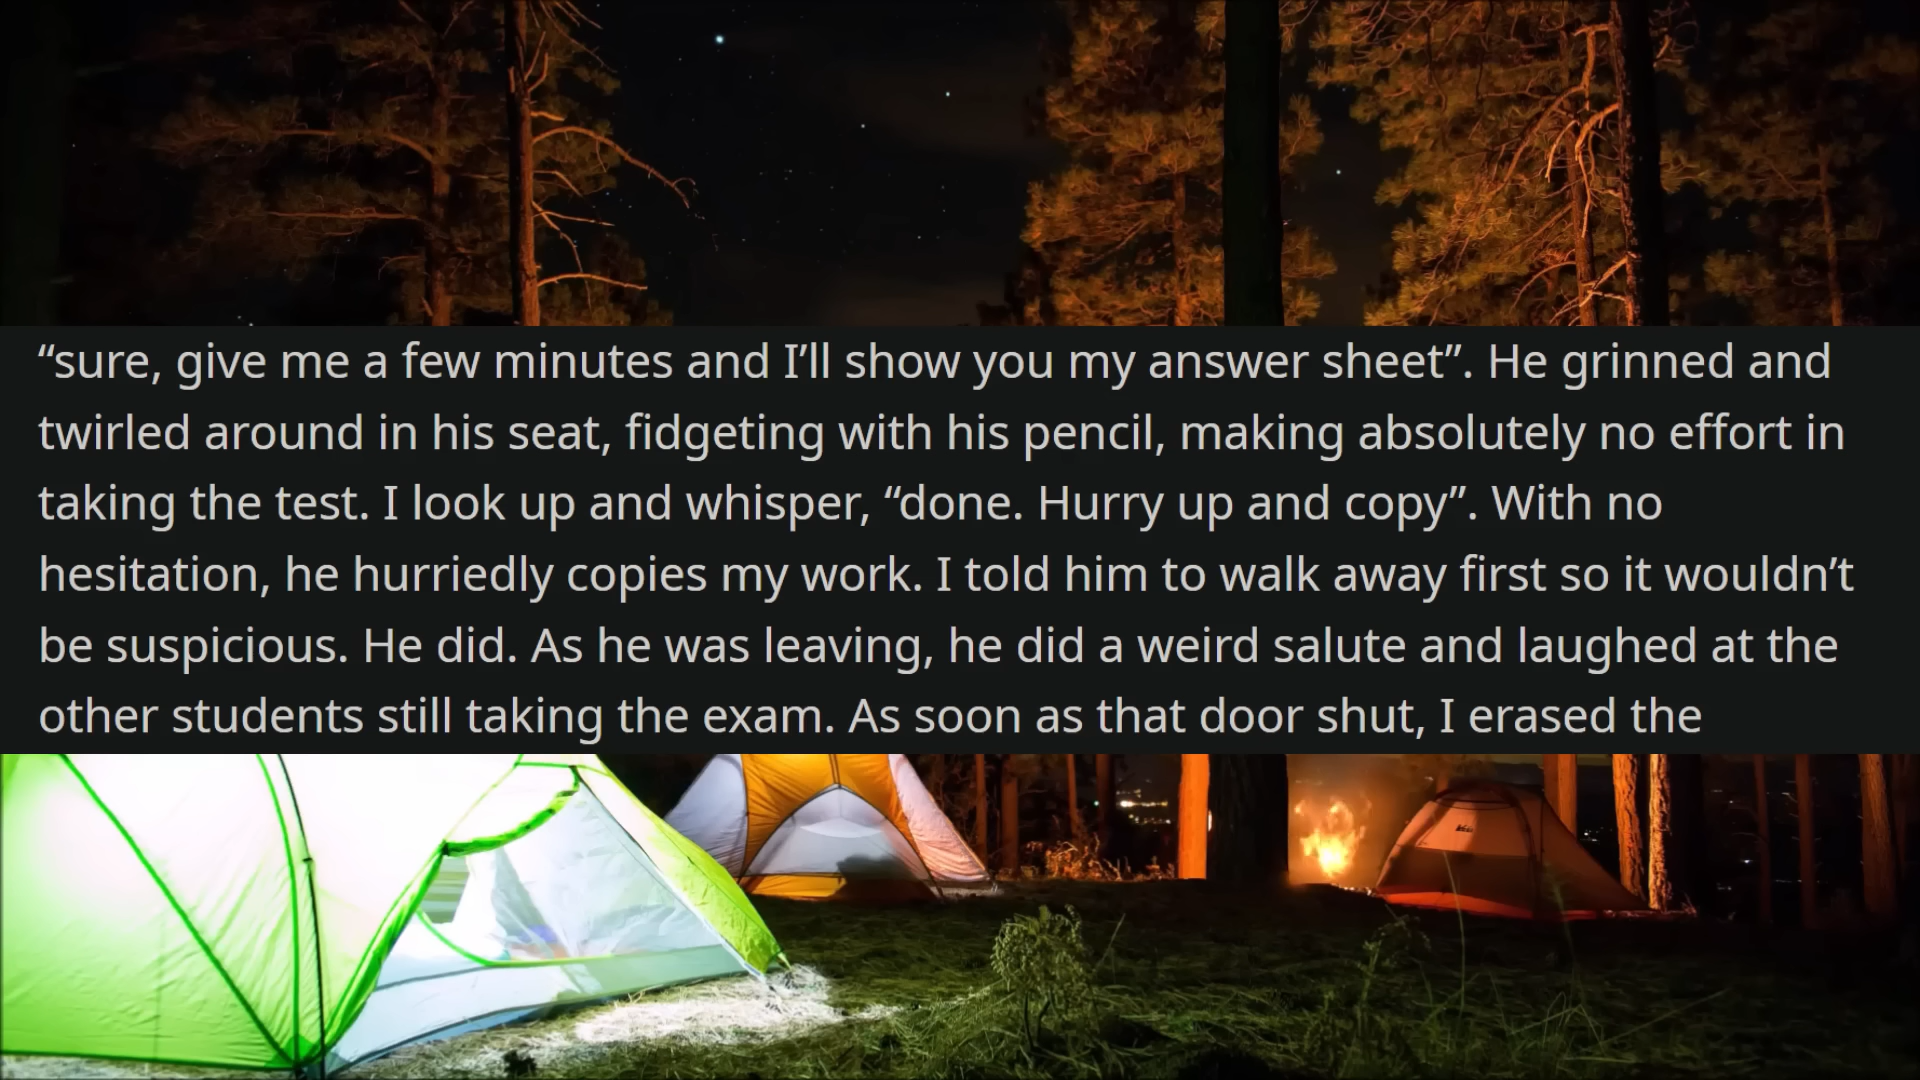 “sure, give me a few minutes and I’ll show you my answer sheet”. He grinned and
twirled around in his seat, fidgeting with his pencil, making absolutely no effort in
taking the test. I look up and whisper, “done. Hurry up and copy”. With no
hesitation, he hurriedly copies my work. I told him to walk away first so it wouldn’t
be suspicious. He did. As he was leaving, he did a weird salute and laughed at the
other students still taking the exam. As soon as that door shut, I erased the